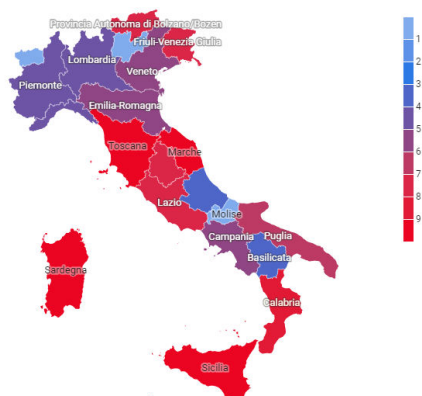 Provincia Autonoma di Bolzano/Bozen
Friuli-Venezia Giulia
Lombardia
Veneto
Piemonte
Emilia-Romagna
Toscana
Marche
Lazio
Molise
Campania
Puglia
Basilicata
Sardegna
Calabria
Sicilia
1
2
3
4
5
6
7
8
9